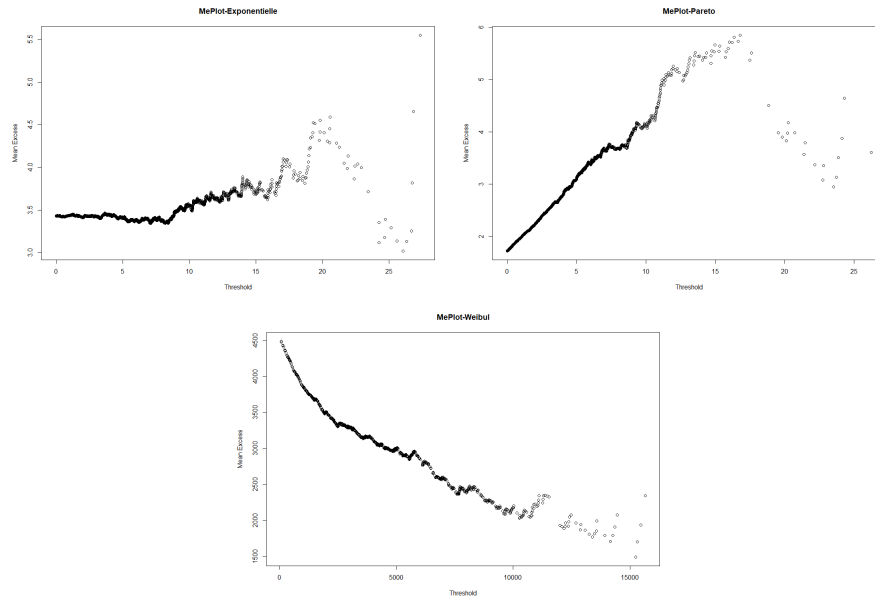 MePlot-Exponentielle
5.5
5.0
4.5
4.0
3.5
3.0
Mean Excess
0 5 10 15 20 25
Threshold
MePlot-Pareto
6
5
4
3
2
Mean Excess
0 5 10 15 20 25
Threshold
MePlot-Weibul
4500
4000
3500
3000
2500
2000
1500
Mean Excess
0 5000 10000 15000
Threshold